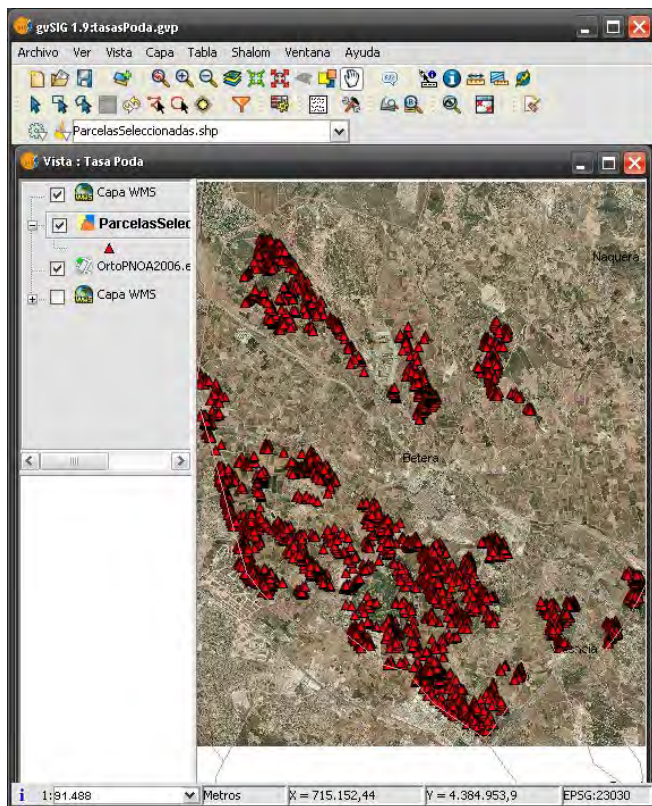 gvSIG 1.9:tasasPoda.gvp
Archivo Ver Vista Capa Tabla Shalom Ventana Ayuda
ParcelasSeleccionadas.shp
Vista : Tasa Poda
Capa WMS
ParcelasSelec
OrtoPNOA2006.e
Capa WMS
Naquera
Betera
1:91.488 Metros X = 715.152,44 Y = 4.384.953,9 EPSG:23030